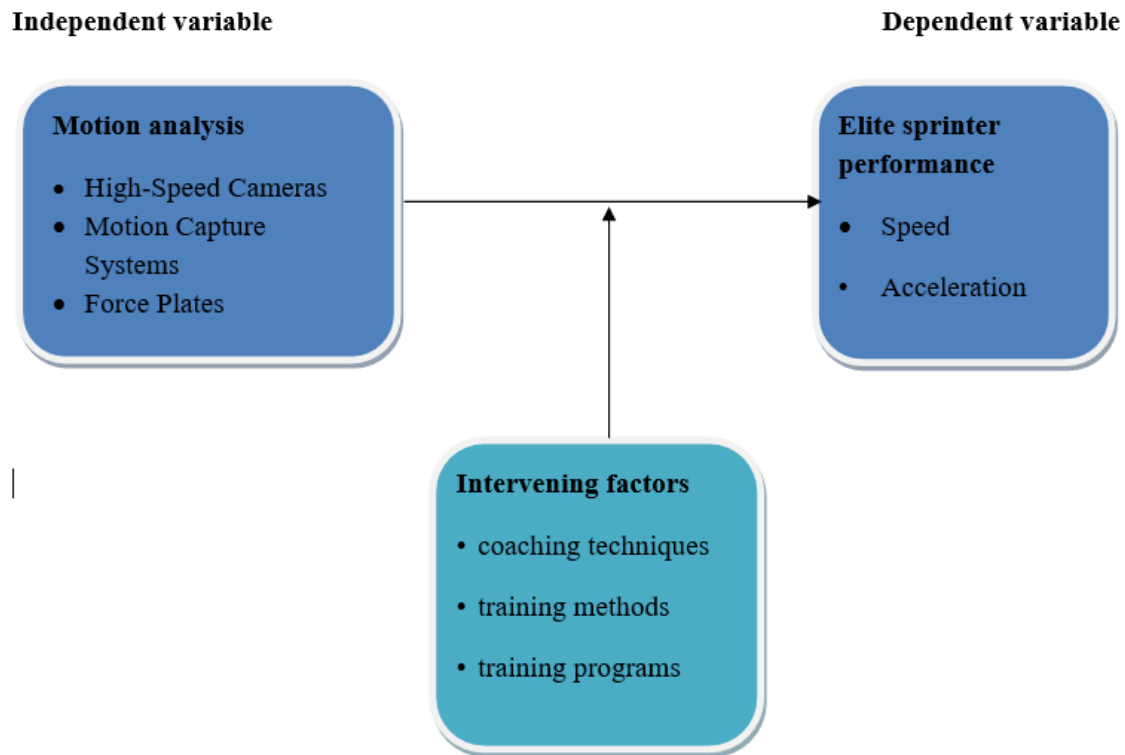 Independent variable
Dependent variable
Motion analysis
• High-Speed Cameras
• Motion Capture
Systems
• Force Plates
Elite sprinter
performance
• Speed
• Acceleration
Intervening factors
• coaching techniques
• training methods
• training programs